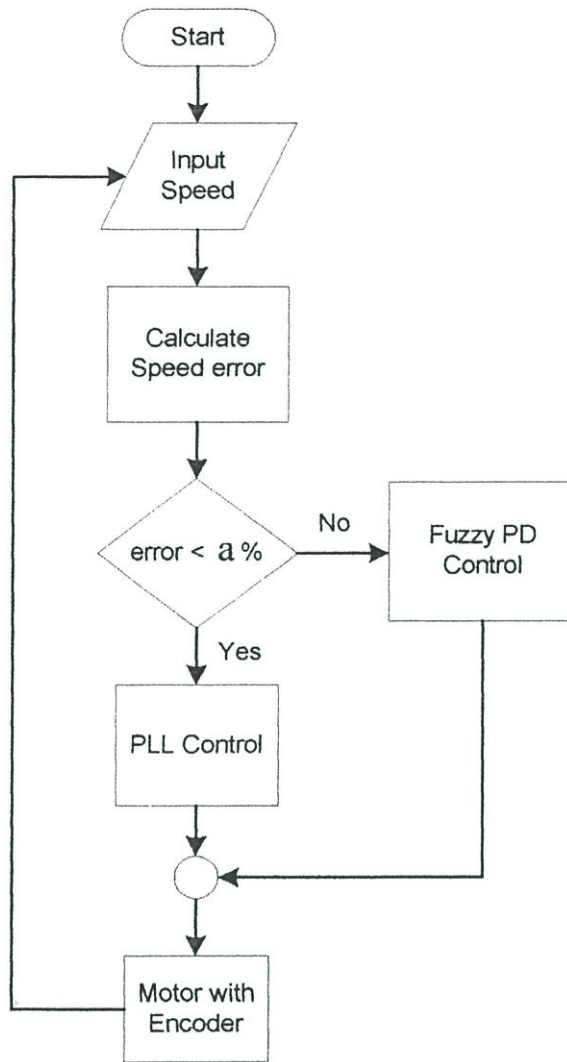 Start
Input
Speed
Calculate
Speed error
error < a %
No
Fuzzy PD
Control
Yes
PLL Control
Motor with
Encoder